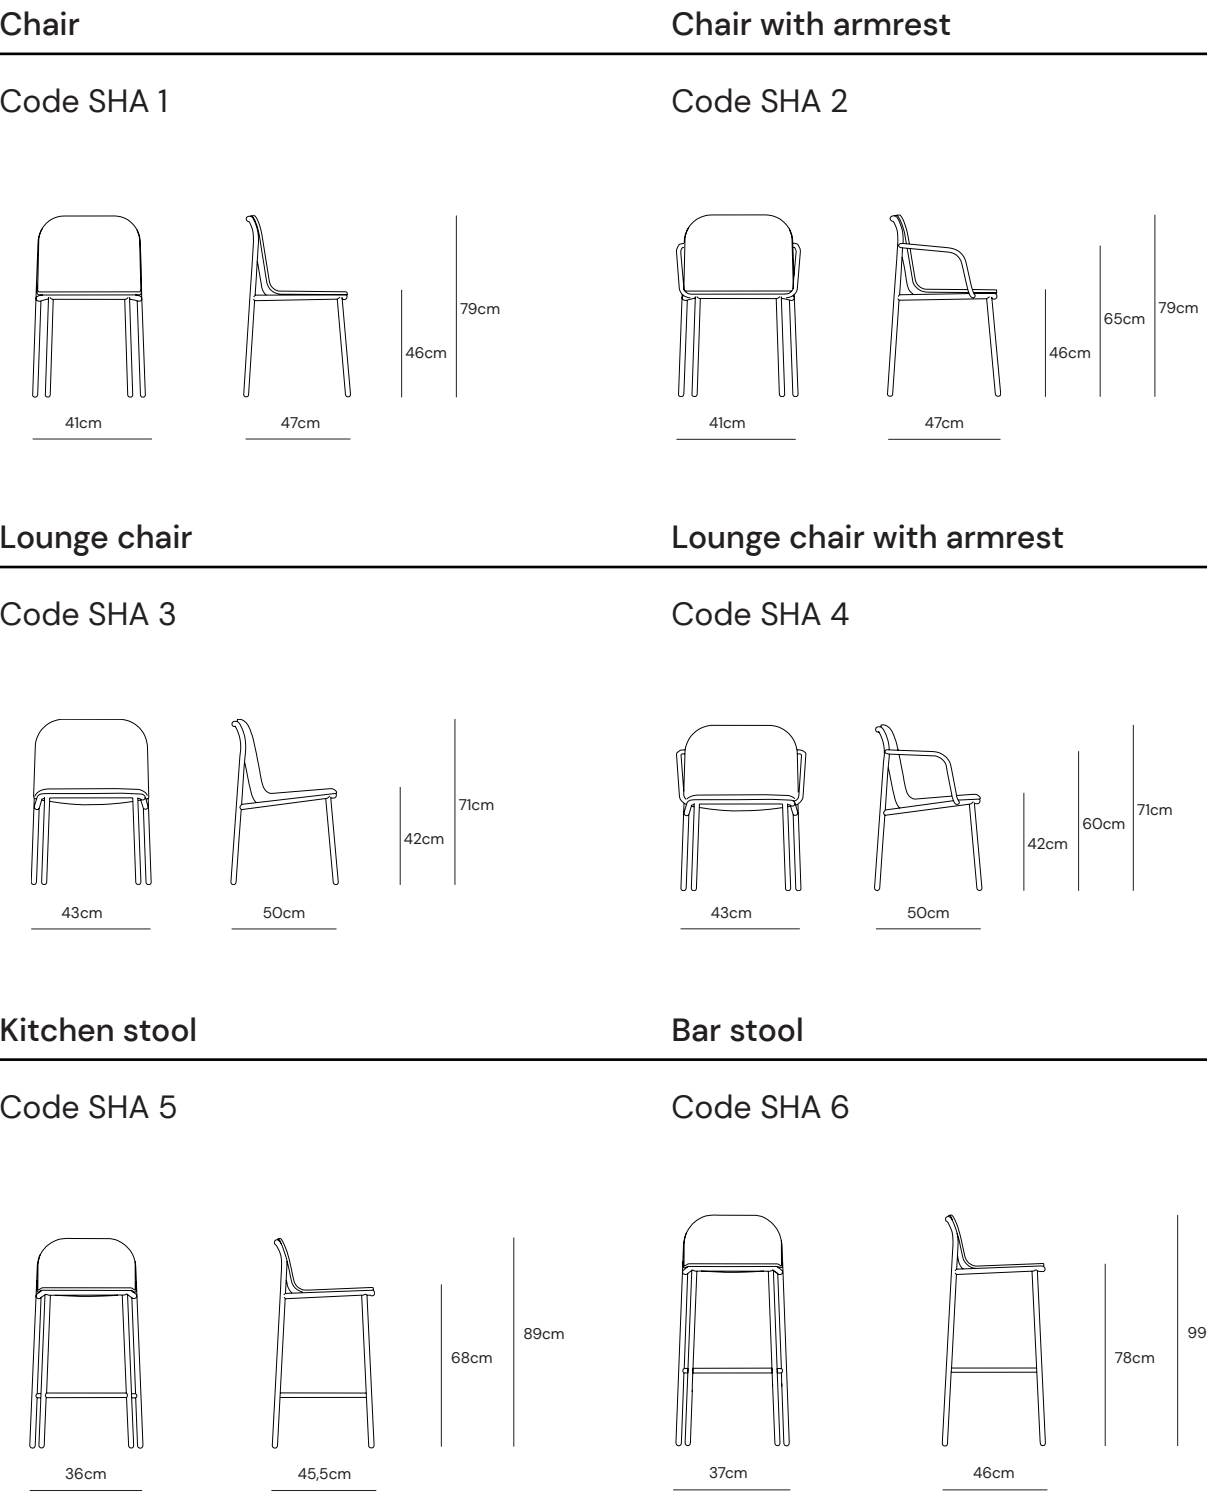 Chair
Chair with armrest
Code SHA 1
Code SHA 2
79cm
46cm
41cm
47cm
79cm
65cm
46cm
41cm
47cm
Lounge chair
Lounge chair with armrest
Code SHA 3
Code SHA 4
71cm
42cm
43cm
50cm
71cm
60cm
42cm
43cm
50cm
Kitchen stool
Bar stool
Code SHA 5
Code SHA 6
89cm
68cm
36cm
45,5cm
99
78cm
37cm
46cm